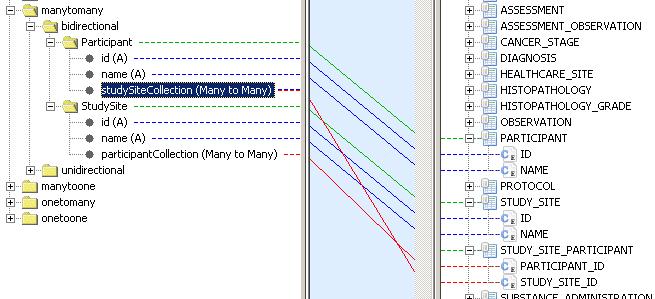 manytomany
bidirectional
Participant
id (A)
name (A)
studySiteCollection (Many to Many)
StudySite
id (A)
name (A)
participantCollection (Many to Many)
unidirectional
manytoone
onetomany
onetoone
ASSESSMENT
ASSESSMENT_OBSERVATION
CANCER_STAGE
DIAGNOSIS
HEALTHCARE_SITE
HISTOPATHOLOGY
HISTOPATHOLOGY_GRADE
OBSERVATION
PARTICIPANT
ID
NAME
PROTOCOL
STUDY_SITE
ID
NAME
STUDY_SITE_PARTICIPANT
PARTICIPANT_ID
STUDY_SITE_ID
SUBSTANCE_ADMINISTRATION